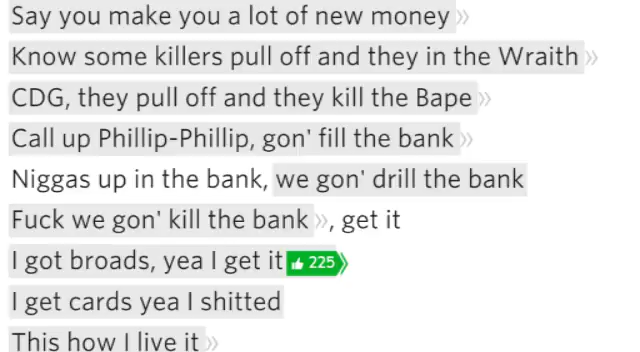 Say you make you a lot of new money »
Know some killers pull off and they in the Wraith »
CDG, they pull off and they kill the Bape »
Call up Phillip-Phillip, gon' fill the bank »
Niggas up in the bank, we gon' drill the bank
Fuck we gon' kill the bank », get it
I got broads, yea I get it 225
I get cards yea I shitted
This how I live it »